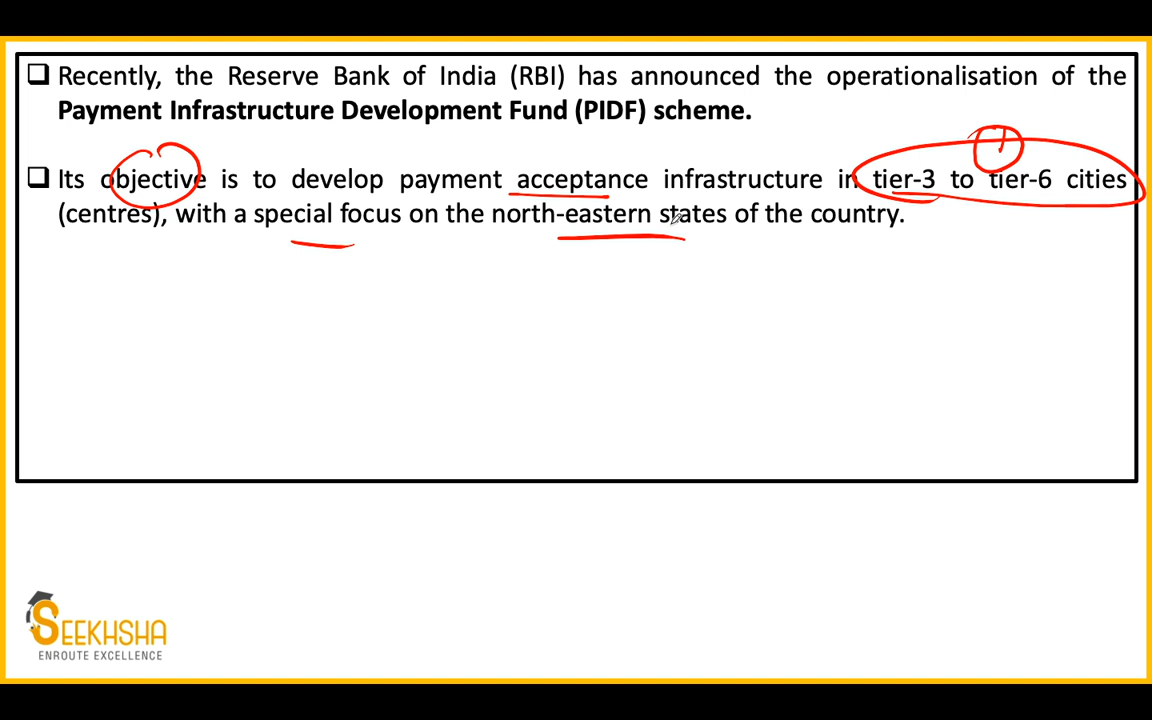 Recently, the Reserve Bank of India (RBI) has announced the operationalisation of the
Payment Infrastructure Development Fund (PIDF) scheme.
Its objective is to develop payment acceptance infrastructure in tier-3 to tier-6 cities
(centres), with a special focus on the north-eastern states of the country.
SEEKHSHA
ENROUTE EXCELLENCE